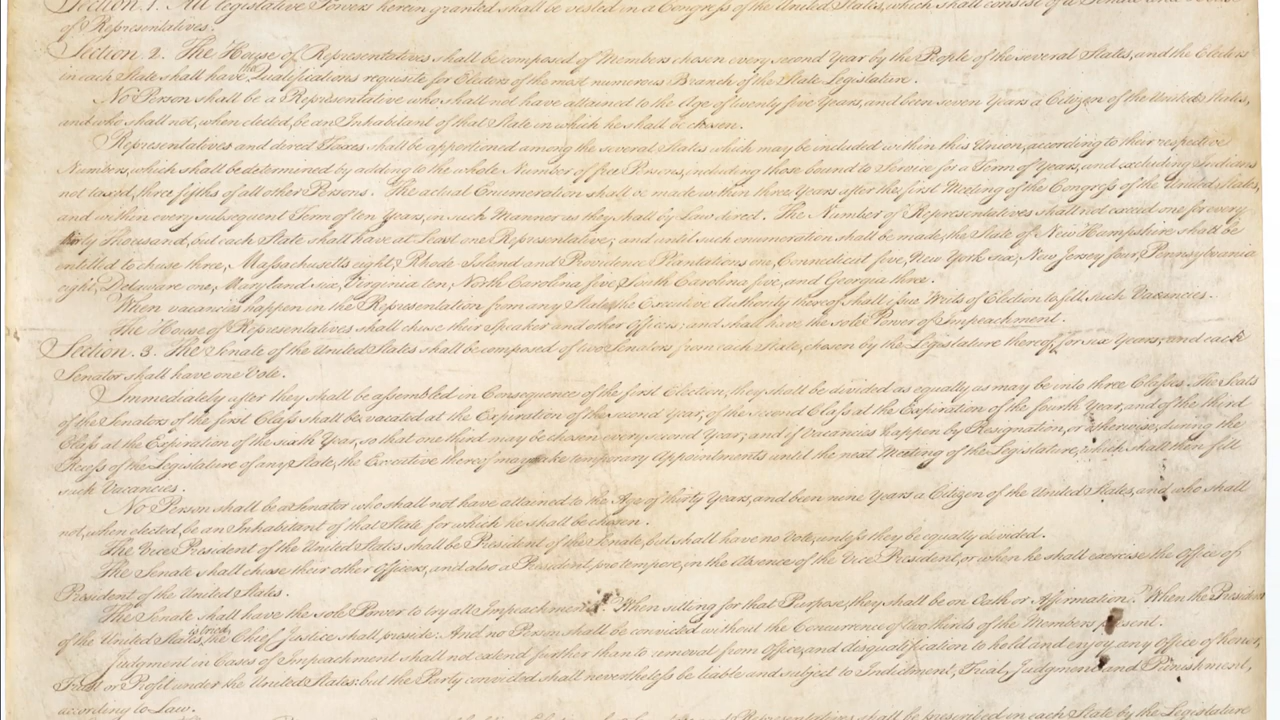 Section. 1. All legislative Powers herein granted shall be vested in a Congress of the United States, which shall consist of a Senate and House
of Representatives.
Section. 2. The House of Representatives shall be composed of Members chosen every second Year by the People of the several States, and the Electors
in each State shall have the Qualifications requisite for Electors of the most numerous Branch of the State Legislature.
No Person shall be a Representative who shall not have attained to the Age of twenty five Years, and been seven Years a Citizen of the United States,
and who shall not, when elected, be an Inhabitant of that State in which he shall be chosen.
Representatives and direct Taxes shall be apportioned among the several States which may be included within this Union, according to their respective
Numbers, which shall be determined by adding to the whole Number of free Persons, including those bound to Service for a Term of Years, and excluding Indians
not taxed, three fifths of all other Persons. The actual Enumeration shall be made within three Years after the first Meeting of the Congress of the United States,
and within every subsequent Term of ten Years, in such Manner as they shall by Law direct. The Number of Representatives shall not exceed one for every
thirty Thousand, but each State shall have at Least one Representative; and until such enumeration shall be made, the State of New Hampshire shall be
entitled to chuse three, Massachusetts eight, Rhode-Island and Providence Plantations one, Connecticut five, New-York six, New Jersey four, Pennsylvania
eight, Delaware one, Maryland six, Virginia ten, North Carolina five, South Carolina five, and Georgia three.
When vacancies happen in the Representation from any State, the Executive Authority thereof shall issue Writs of Election to fill such Vacancies.
The House of Representatives shall chuse their Speaker and other Officers; and shall have the sole Power of Impeachment.
Section. 3. The Senate of the United States shall be composed of two Senators from each State, chosen by the Legislature thereof, for six Years; and each
Senator shall have one Vote.
Immediately after they shall be assembled in Consequence of the first Election, they shall be divided as equally as may be into three Classes. The Seats
of the Senators of the first Class shall be vacated at the Expiration of the second Year, of the second Class at the Expiration of the fourth Year, and of the third
Class at the Expiration of the sixth Year, so that one third may be chosen every second Year; and if Vacancies happen by Resignation, or otherwise, during the
Recess of the Legislature of any State, the Executive thereof may make temporary Appointments until the next Meeting of the Legislature, which shall then fill
such Vacancies.
No Person shall be a Senator who shall not have attained to the Age of thirty Years, and been nine Years a Citizen of the United States, and who shall
not, when elected, be an Inhabitant of that State for which he shall be chosen.
The Vice President of the United States shall be President of the Senate, but shall have no Vote, unless they be equally divided.
The Senate shall chuse their other Officers, and also a President pro tempore, in the Absence of the Vice President, or when he shall exercise the Office of
President of the United States.
The Senate shall have the sole Power to try all Impeachments. When sitting for that Purpose, they shall be on Oath or Affirmation. When the President
of the United States is tried, the Chief Justice shall preside: And no Person shall be convicted without the Concurrence of two thirds of the Members present.
Judgment in Cases of Impeachment shall not extend further than to removal from Office, and disqualification to hold and enjoy any Office of honor,
Trust or Profit under the United States: but the Party convicted shall nevertheless be liable and subject to Indictment, Trial, Judgment and Punishment,
according to Law.
Representatives, shall be prescribed in each State by the Legislature